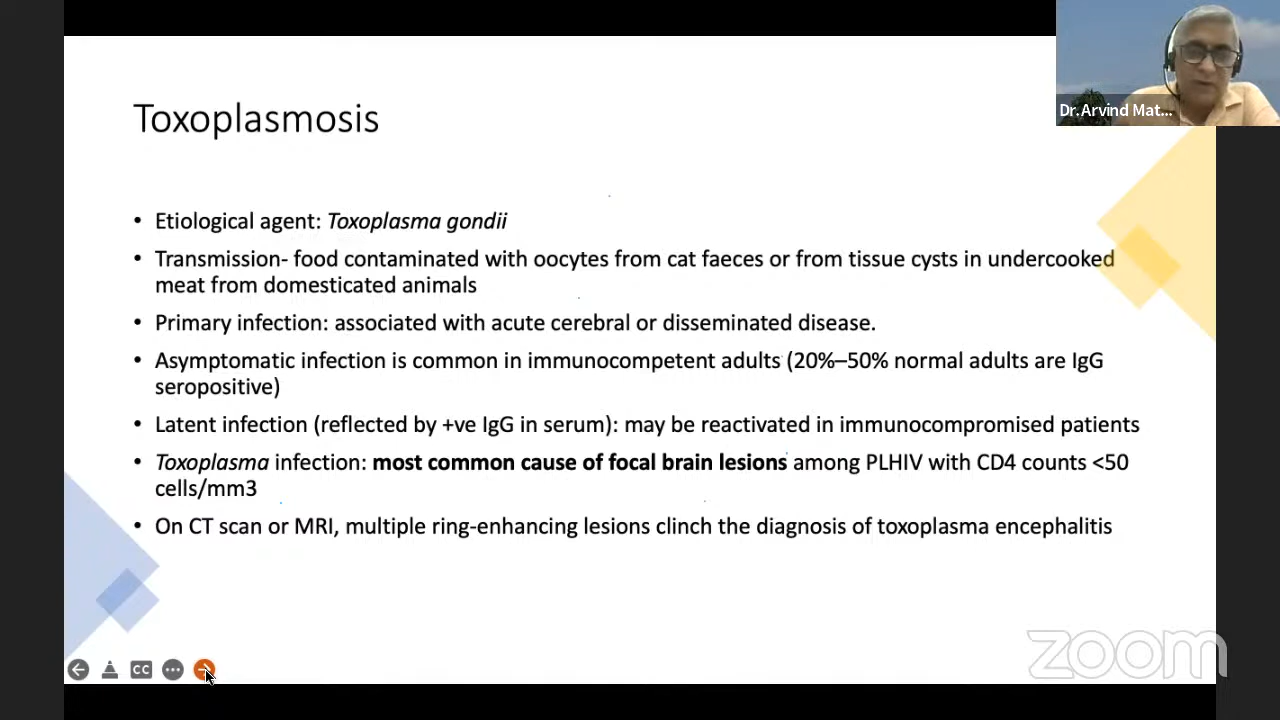 Dr. Arvind Mat...
Toxoplasmosis
• Etiological agent: Toxoplasma gondii
• Transmission- food contaminated with oocytes from cat faeces or from tissue cysts in undercooked
meat from domesticated animals
• Primary infection: associated with acute cerebral or disseminated disease.
• Asymptomatic infection is common in immunocompetent adults (20%–50% normal adults are IgG
seropositive)
• Latent infection (reflected by +ve IgG in serum): may be reactivated in immunocompromised patients
• Toxoplasma infection: most common cause of focal brain lesions among PLHIV with CD4 counts <50
cells/mm3
• On CT scan or MRI, multiple ring-enhancing lesions clinch the diagnosis of toxoplasma encephalitis
CC
zoom